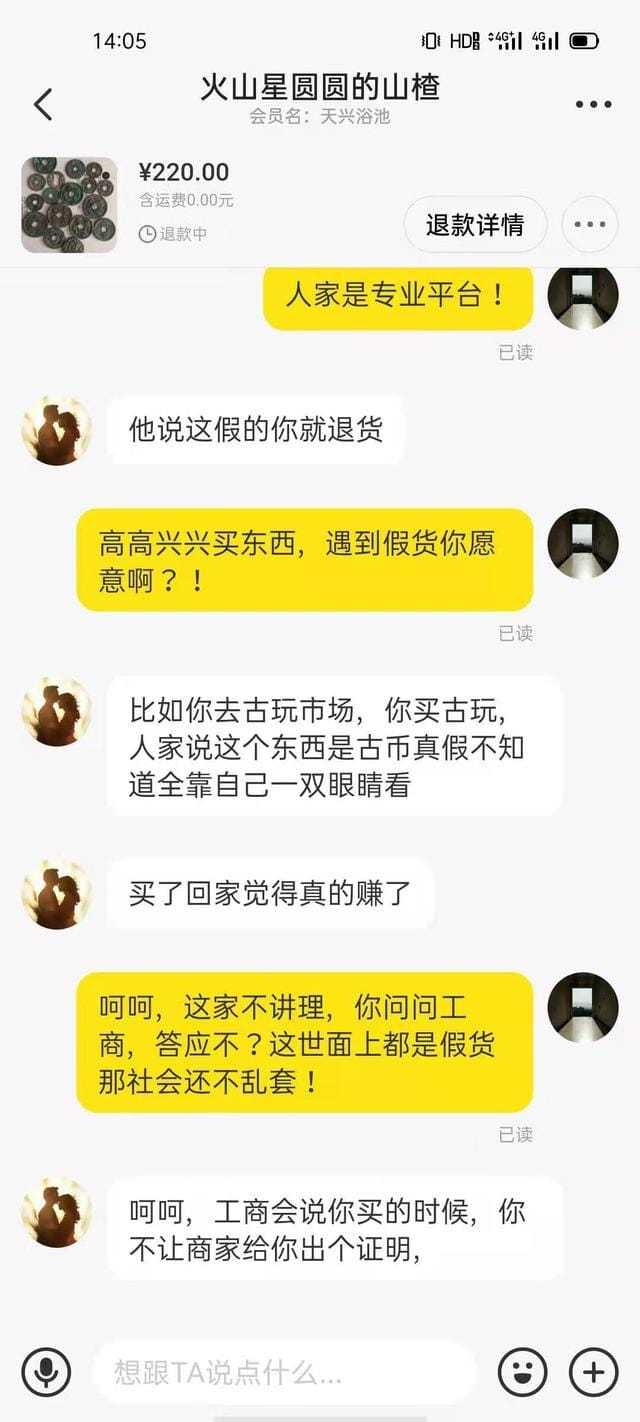 14:05
HD 4G+ 4G
火山星圆圆的山楂
会员名：天兴浴池
¥220.00
含运费0.00元
退款中
退款详情
人家是专业平台！
已读
他说这假的你就退货
高高兴兴买东西，遇到假货你愿
意啊？！
已读
比如你去古玩市场，你买古玩，
人家说这个东西是古币真假不知
道全靠自己一双眼睛看
买了回家觉得真的赚了
呵呵，这家不讲理，你问问工
商，答应不？这世面上都是假货
那社会还不乱套！
已读
呵呵，工商会说你买的时候，你
不让商家给你出个证明，
想跟TA说点什么...